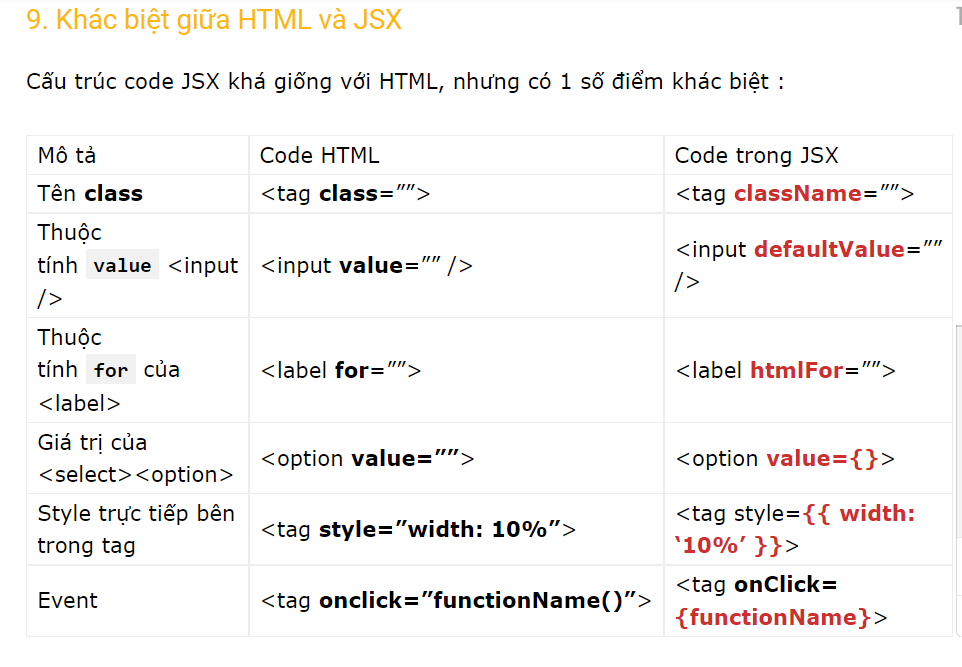 9. Khác biệt giữa HTML và JSX
Cấu trúc code JSX khá giống với HTML, nhưng có 1 số điểm khác biệt :
Mô tả
Code HTML
Code trong JSX
Tên class
<tag class=””>
<tag className=””>
Thuộc
tính value <input
/>
<input value=”” />
<input defaultValue=””
/>
Thuộc
tính for của
<label>
<label for=””>
<label htmlFor=””>
Giá trị của
<select><option>
<option value=””>
<option value={}>
Style trực tiếp bên
trong tag
<tag style=”width: 10%”>
<tag style={{ width:
‘10%’ }}>
Event
<tag onclick=”functionName()”>
<tag onClick=
{functionName}>